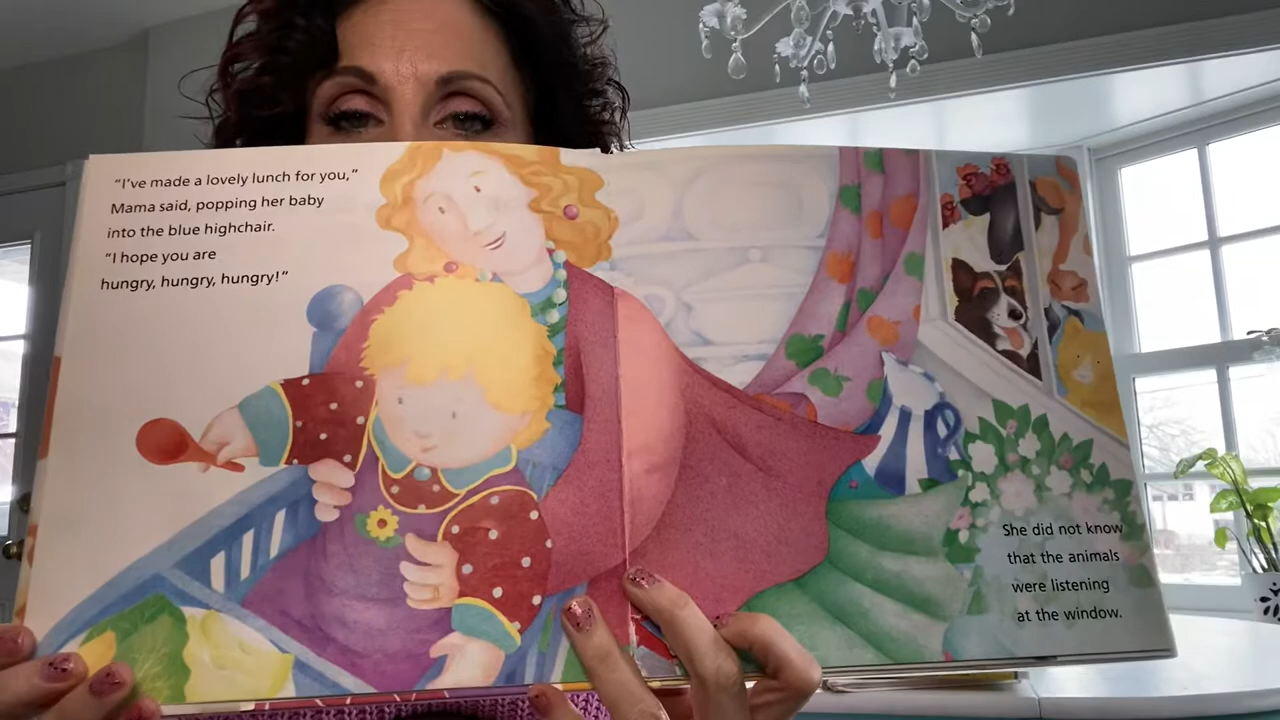 “I’ve made a lovely lunch for you,”
Mama said, popping her baby
into the blue highchair.
“I hope you are
hungry, hungry, hungry!”
She did not know
that the animals
were listening
at the window.